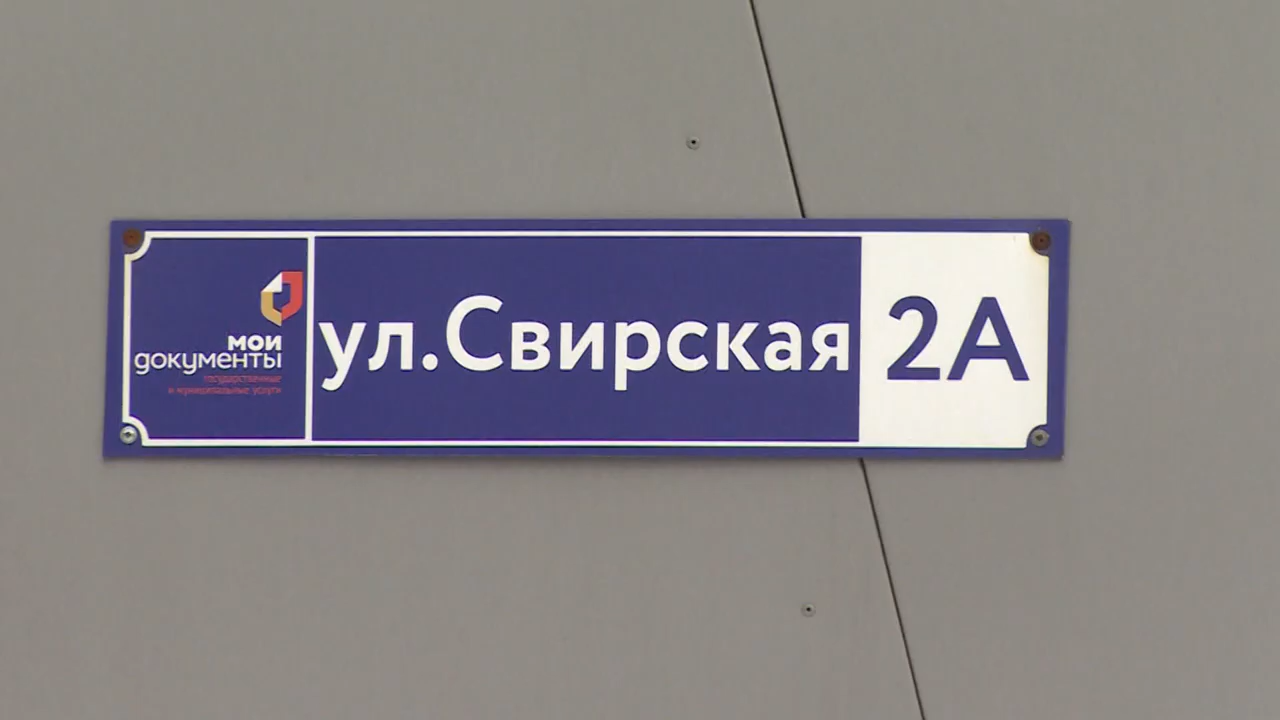 мои
документы
государственные
и муниципальные услуги
ул.Свирская
2А